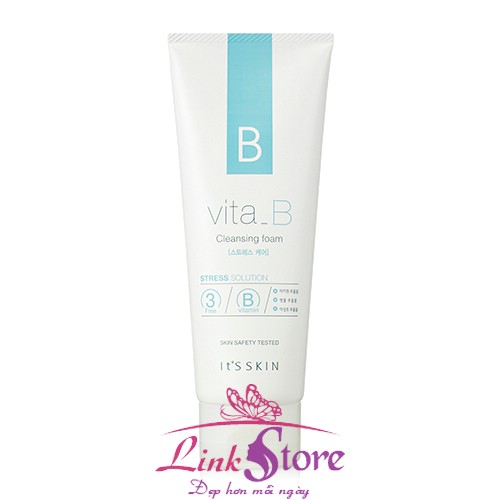 B
vita_B
Cleansing foam
[스트레스 케어]
STRESS SOLUTION
3 Free
B vitamin
SKIN SAFETY TESTED
It'S SKIN
Link Store
Đẹp hơn mỗi ngày